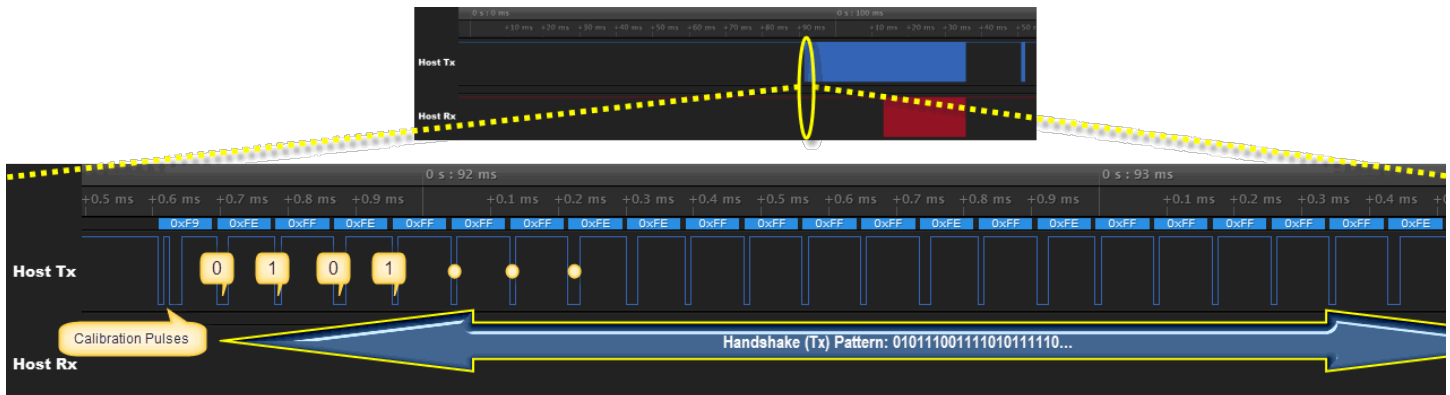 0 s : 0 ms 0 s : 100 ms
+10 ms +20 ms +30 ms +40 ms +50 ms +60 ms +70 ms +80 ms +90 ms +10 ms +20 ms +30 ms +40 ms +50
Host Tx
Host Rx
0 s : 92 ms 0 s : 93 ms
+0.5 ms +0.6 ms +0.7 ms +0.8 ms +0.9 ms +0.1 ms +0.2 ms +0.3 ms +0.4 ms +0.5 ms +0.6 ms +0.7 ms +0.8 ms +0.9 ms +0.1 ms +0.2 ms +0.3 ms +0.4 ms
0xF9 0xFE 0xFF 0xFE 0xFF 0xFF 0xFF 0xFE 0xFE 0xFF 0xFF 0xFF 0xFF 0xFF 0xFE 0xFF 0xFE 0xFF 0xFF 0xFF 0xFF 0xFE
Host Tx
0 1 0 1
Calibration Pulses
Handshake (Tx) Pattern: 010111001111010111110...
Host Rx